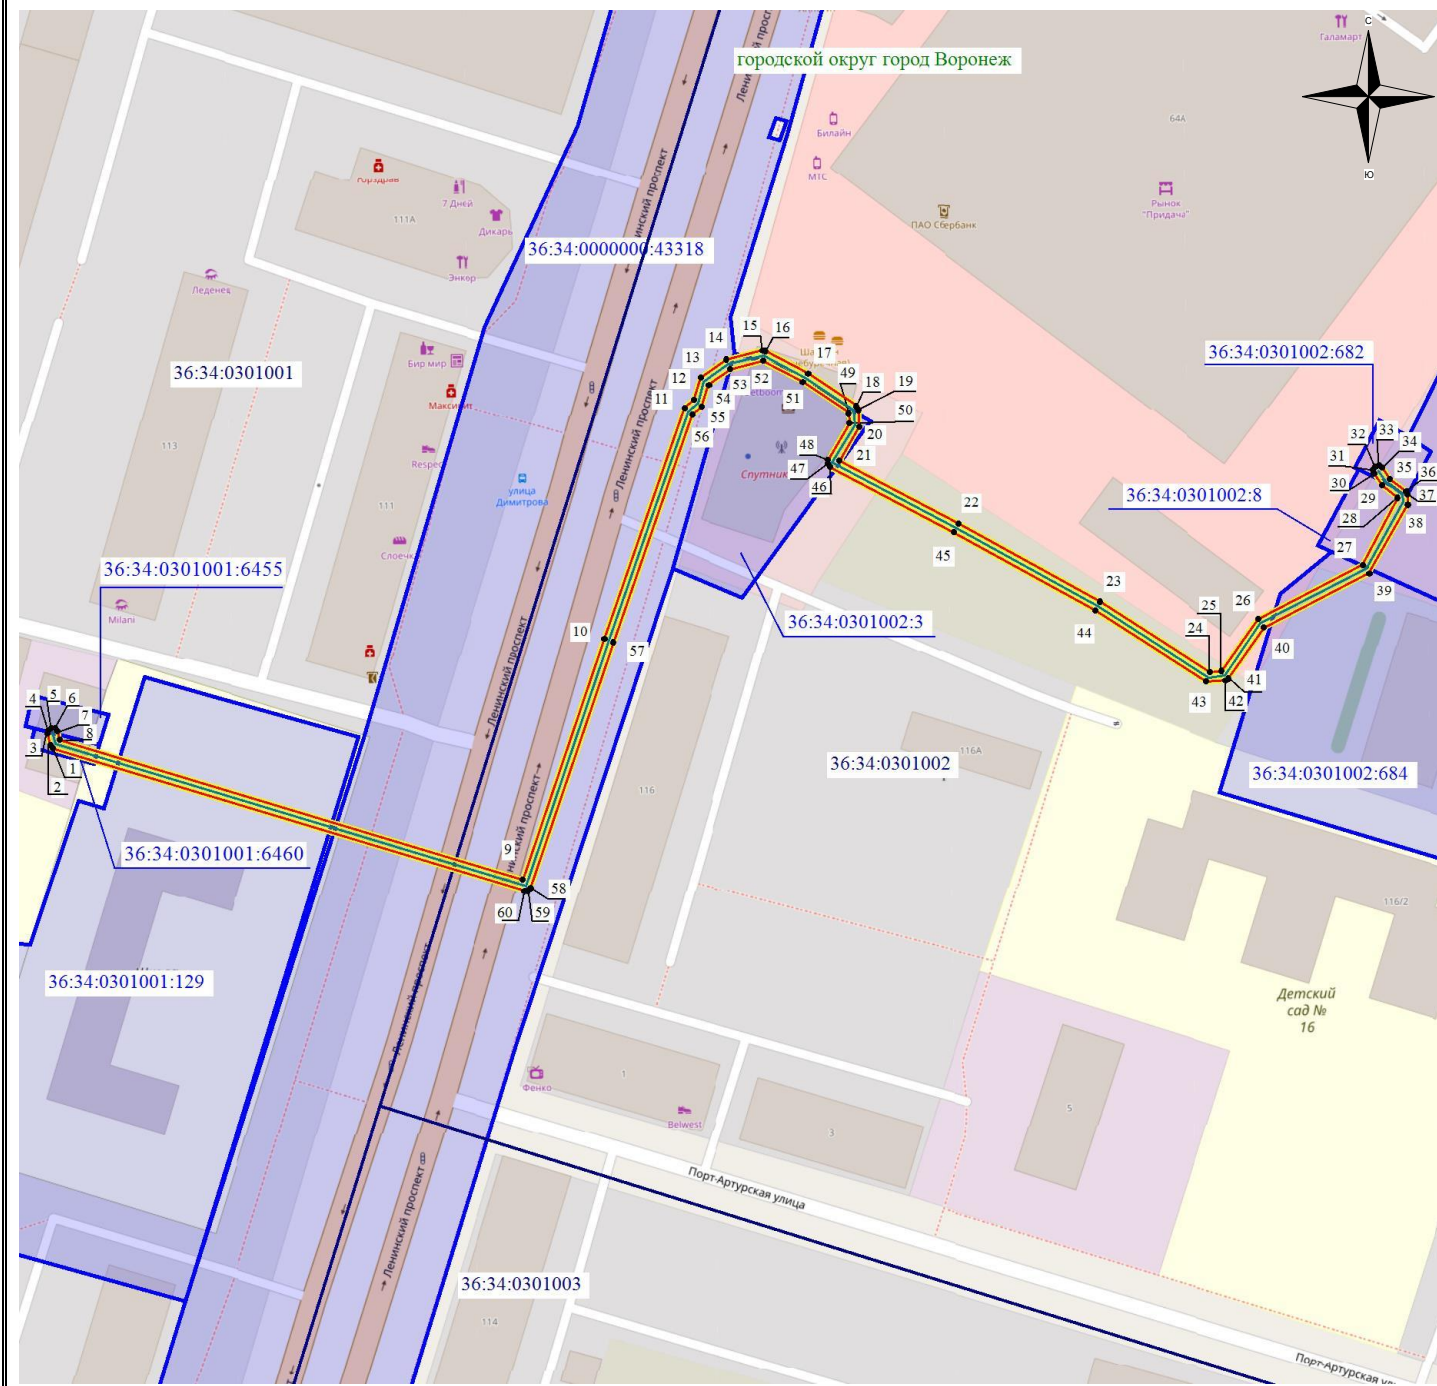 С
Галамарт
городской округ город Воронеж
64А
Билайн
МТС
Рынок
"Придача"
ПАО Сбербанк
7 Дней
111А
Дикарь
Энкор
Ю
36:34:0000000:43318
Леденец
36:34:0301001
Бир мир
Respect
Слоечка
113
111
улица
Димитрова
Ленинский проспект
Ленинский проспект
Ленинский проспект
Ленинский проспект
Ленинский проспект
Спутник
36:34:0301002:682
36:34:0301002:8
36:34:0301001:6455
Milani
36:34:0301002:3
1
2
3
4
5
6
7
8
9
10
11
12
13
14
15
16
17
18
19
20
21
22
23
24
25
26
27
28
29
30
31
32
33
34
35
36
37
38
39
40
41
42
43
44
45
46
47
48
49
50
51
52
53
54
55
56
57
58
59
60
116
116А
36:34:0301002
36:34:0301002:684
36:34:0301001:6460
116/2
36:34:0301001:129
Детский
сад №
16
Фенко
1
Belwest
3
5
Порт-Артурская улица
36:34:0301003
114